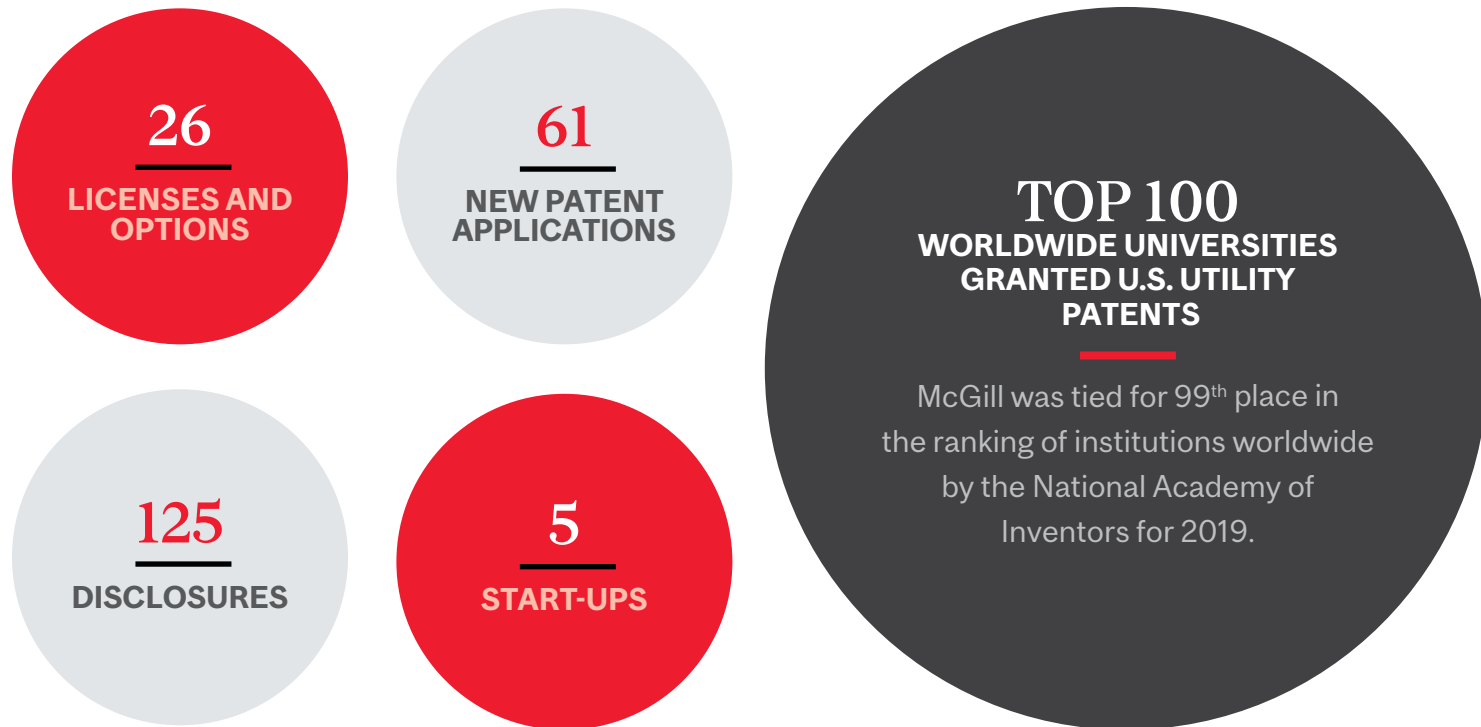 26
LICENSES AND
OPTIONS
61
NEW PATENT
APPLICATIONS
125
DISCLOSURES
5
START-UPS
TOP 100
WORLDWIDE UNIVERSITIES
GRANTED U.S. UTILITY
PATENTS
McGill was tied for 99th place in
the ranking of institutions worldwide
by the National Academy of
Inventors for 2019.